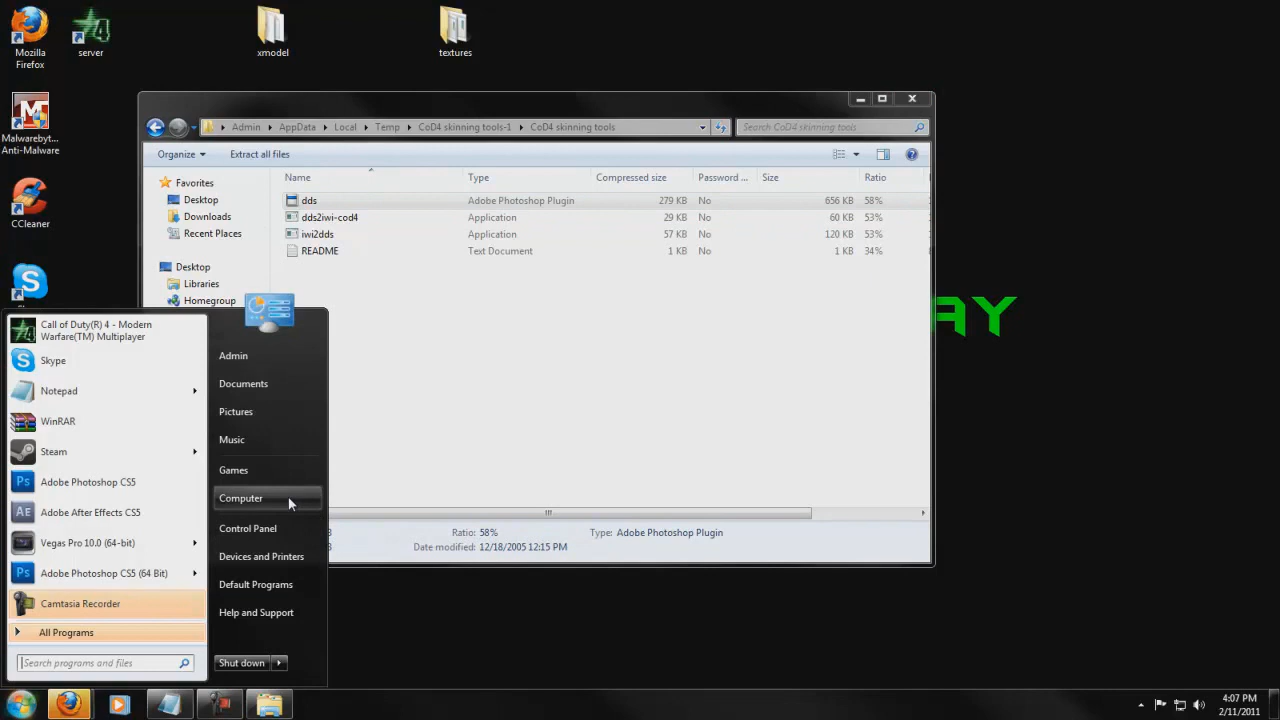 Mozilla
Firefox
server
xmodel
textures
Malwareby...
Anti-Malware
CCleaner
Admin
AppData
Local
Temp
CoD4 skinning tools-1
CoD4 skinning tools
Search CoD4 skinning tools
Organize
Extract all files
Name
Type
Compressed size
Password ...
Size
Ratio
Favorites
Desktop
Downloads
Recent Places
Desktop
Libraries
Homegroup
dds
Adobe Photoshop Plugin
279 KB
No
656 KB
58%
dds2iwi-cod4
Application
29 KB
No
60 KB
53%
iwi2dds
Application
57 KB
No
120 KB
53%
README
Text Document
1 KB
No
1 KB
34%
AY
Call of Duty(R) 4 - Modern
Warfare(TM) Multiplayer
Skype
Notepad
WinRAR
Steam
Adobe Photoshop CS5
Adobe After Effects CS5
Vegas Pro 10.0 (64-bit)
Adobe Photoshop CS5 (64 Bit)
Camtasia Recorder
All Programs
Search programs and files
Admin
Documents
Pictures
Music
Games
Computer
Control Panel
Devices and Printers
Default Programs
Help and Support
Shut down
Ratio: 58%
Type: Adobe Photoshop Plugin
Date modified: 12/18/2005 12:15 PM
4:07 PM
2/11/2011